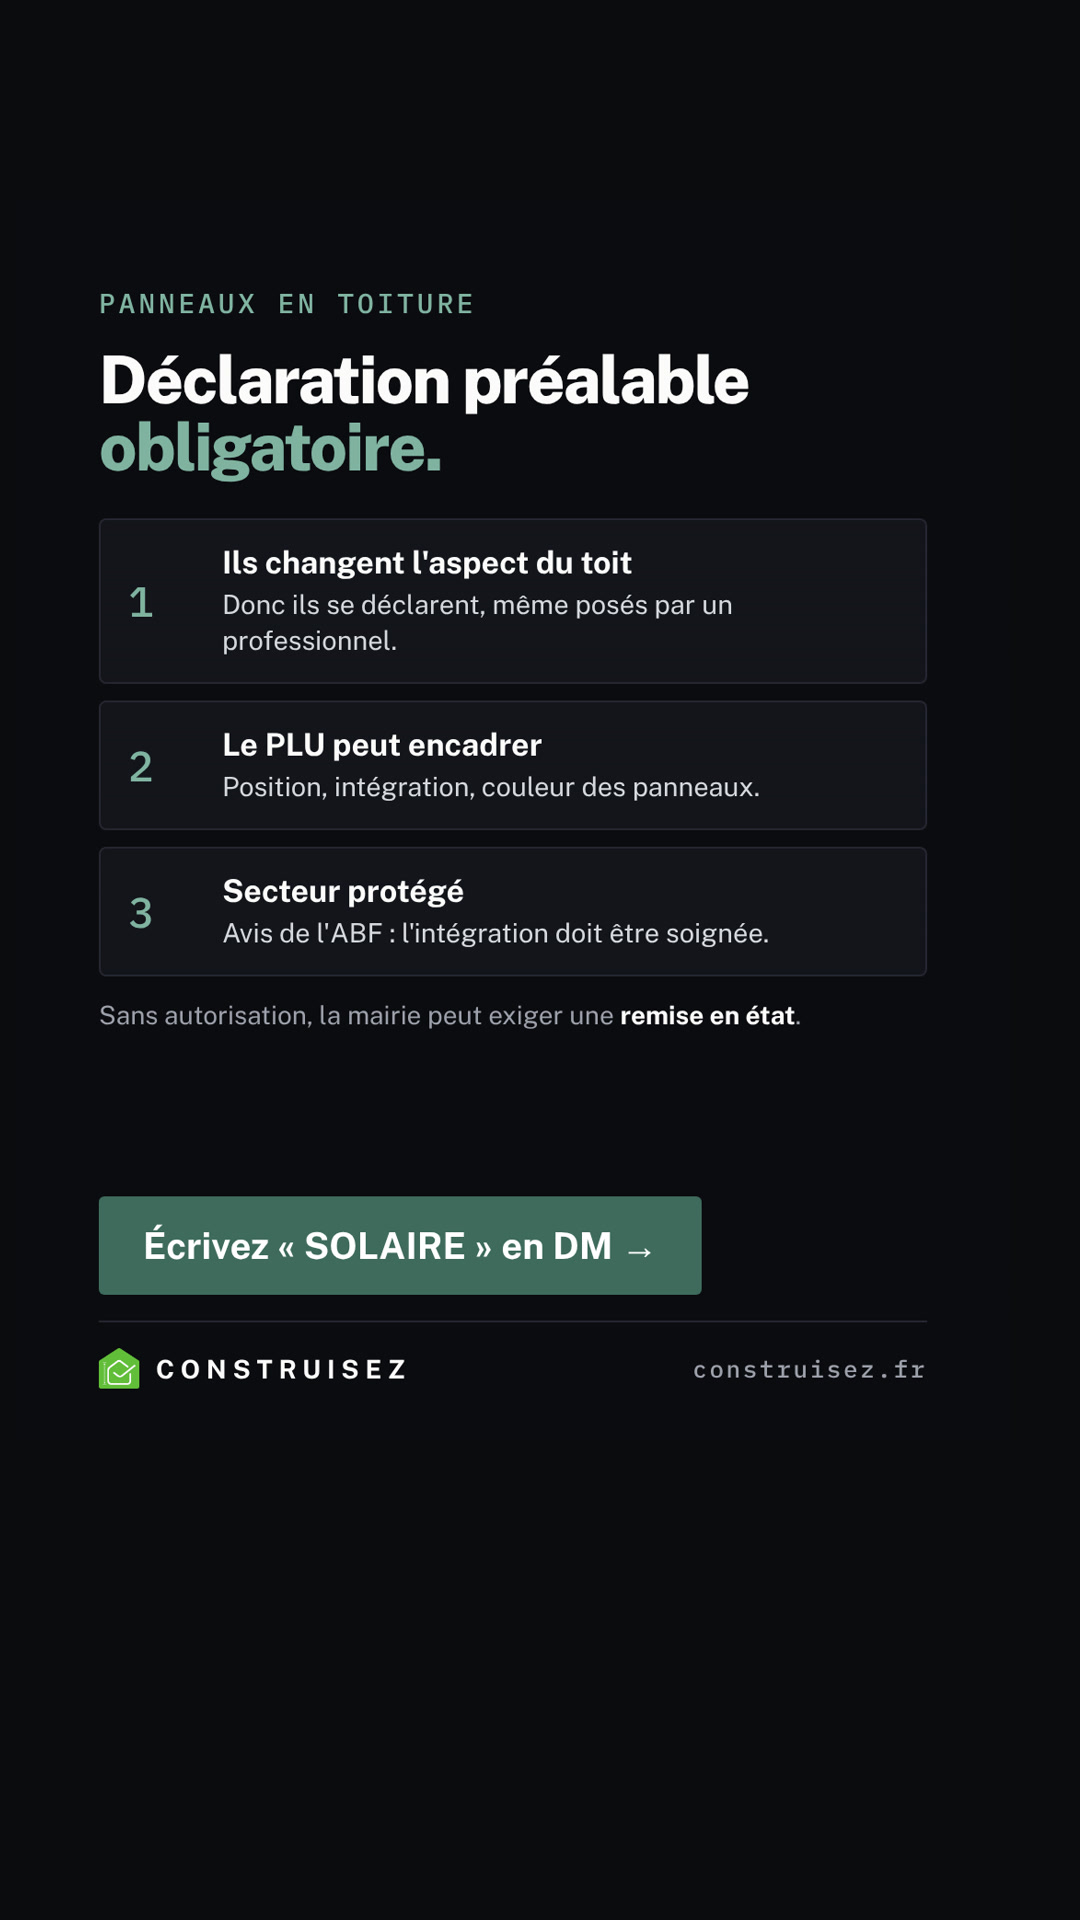 PANNEAUX EN TOITURE
Déclaration préalable
obligatoire.
1
Ils changent l'aspect du toit
Donc ils se déclarent, même posés par un
professionnel.
2
Le PLU peut encadrer
Position, intégration, couleur des panneaux.
3
Secteur protégé
Avis de l'ABF : l'intégration doit être soignée.
Sans autorisation, la mairie peut exiger une remise en état.
Écrivez « SOLAIRE » en DM →
CONSTRUISEZ
construisez.fr